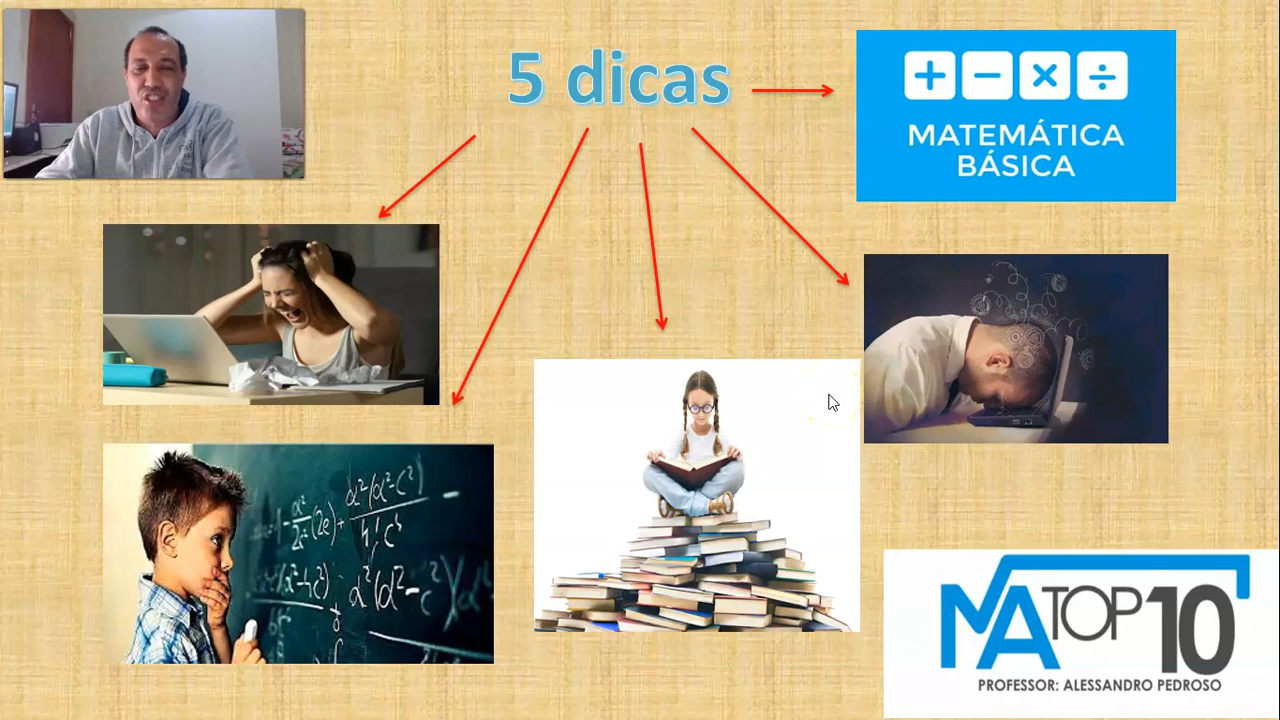 5 dicas
+ − × ÷
MATEMÁTICA
BÁSICA
MATOP10
PROFESSOR: ALESSANDRO PEDROSO